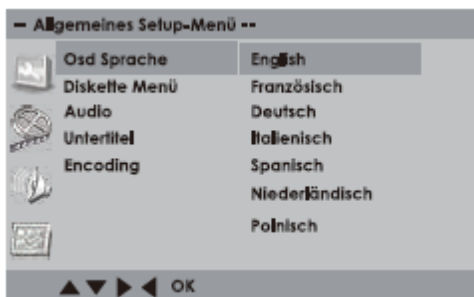 – Allgemeines Setup-Menü --
Osd Sprache
Diskette Menü
Audio
Untertitel
Encoding
English
Französisch
Deutsch
Italienisch
Spanisch
Niederländisch
Polnisch
▲ ▼ ▶ ◀ OK